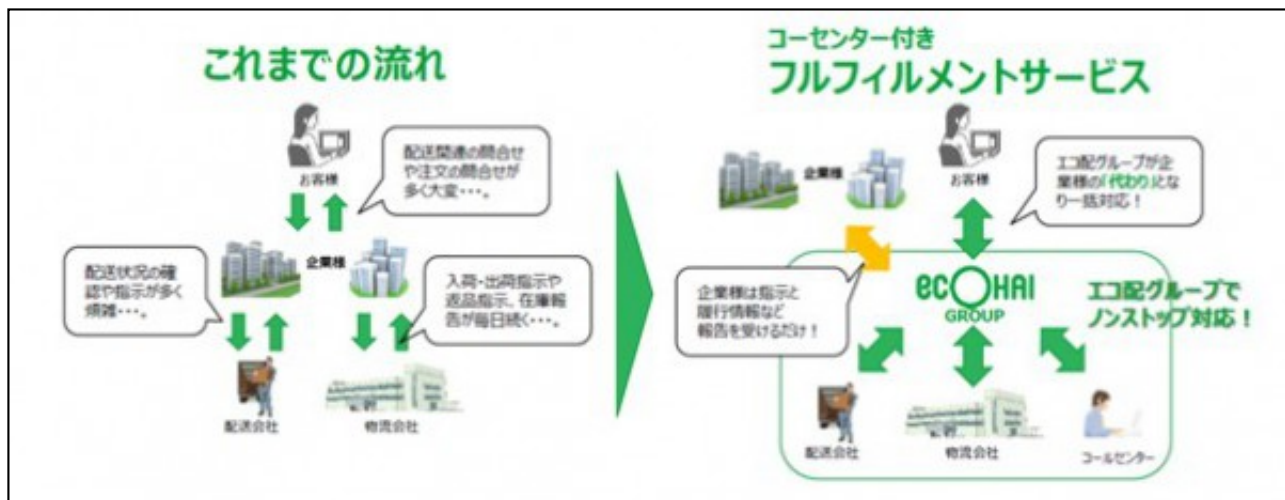 これまでの流れ
お客様
配送関連の問合せ
や注文の問合せが
多く大変・・・。
企業様
配送状況の確
認や指示が多く
煩雑・・・。
入荷・出荷指示や
返品指示、在庫報
告が毎日続く・・・。
配送会社
物流会社
コーセンター付き
フルフィルメントサービス
企業様
お客様
エコ配グループが企
業様の「代わり」とな
り一括対応！
企業様は指示と
履行情報など
報告を受けるだけ！
ecOHAI
GROUP
エコ配グループで
ノンストップ対応！
配送会社
物流会社
コールセンター